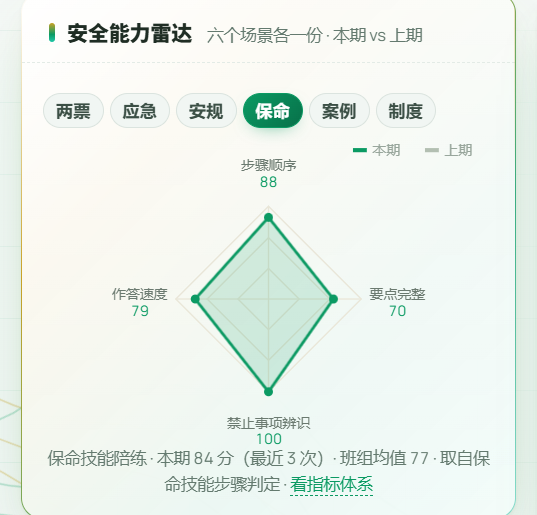 安全能力雷达 六个场景各一份 · 本期 vs 上期
两票 应急 安规 保命 案例 制度
本期 上期
步骤顺序
88
作答速度 要点完整
79 70
禁止事项辨识
100
保命技能陪练 · 本期 84 分（最近 3 次） · 班组均值 77 · 取自保
命技能步骤判定 · 看指标体系